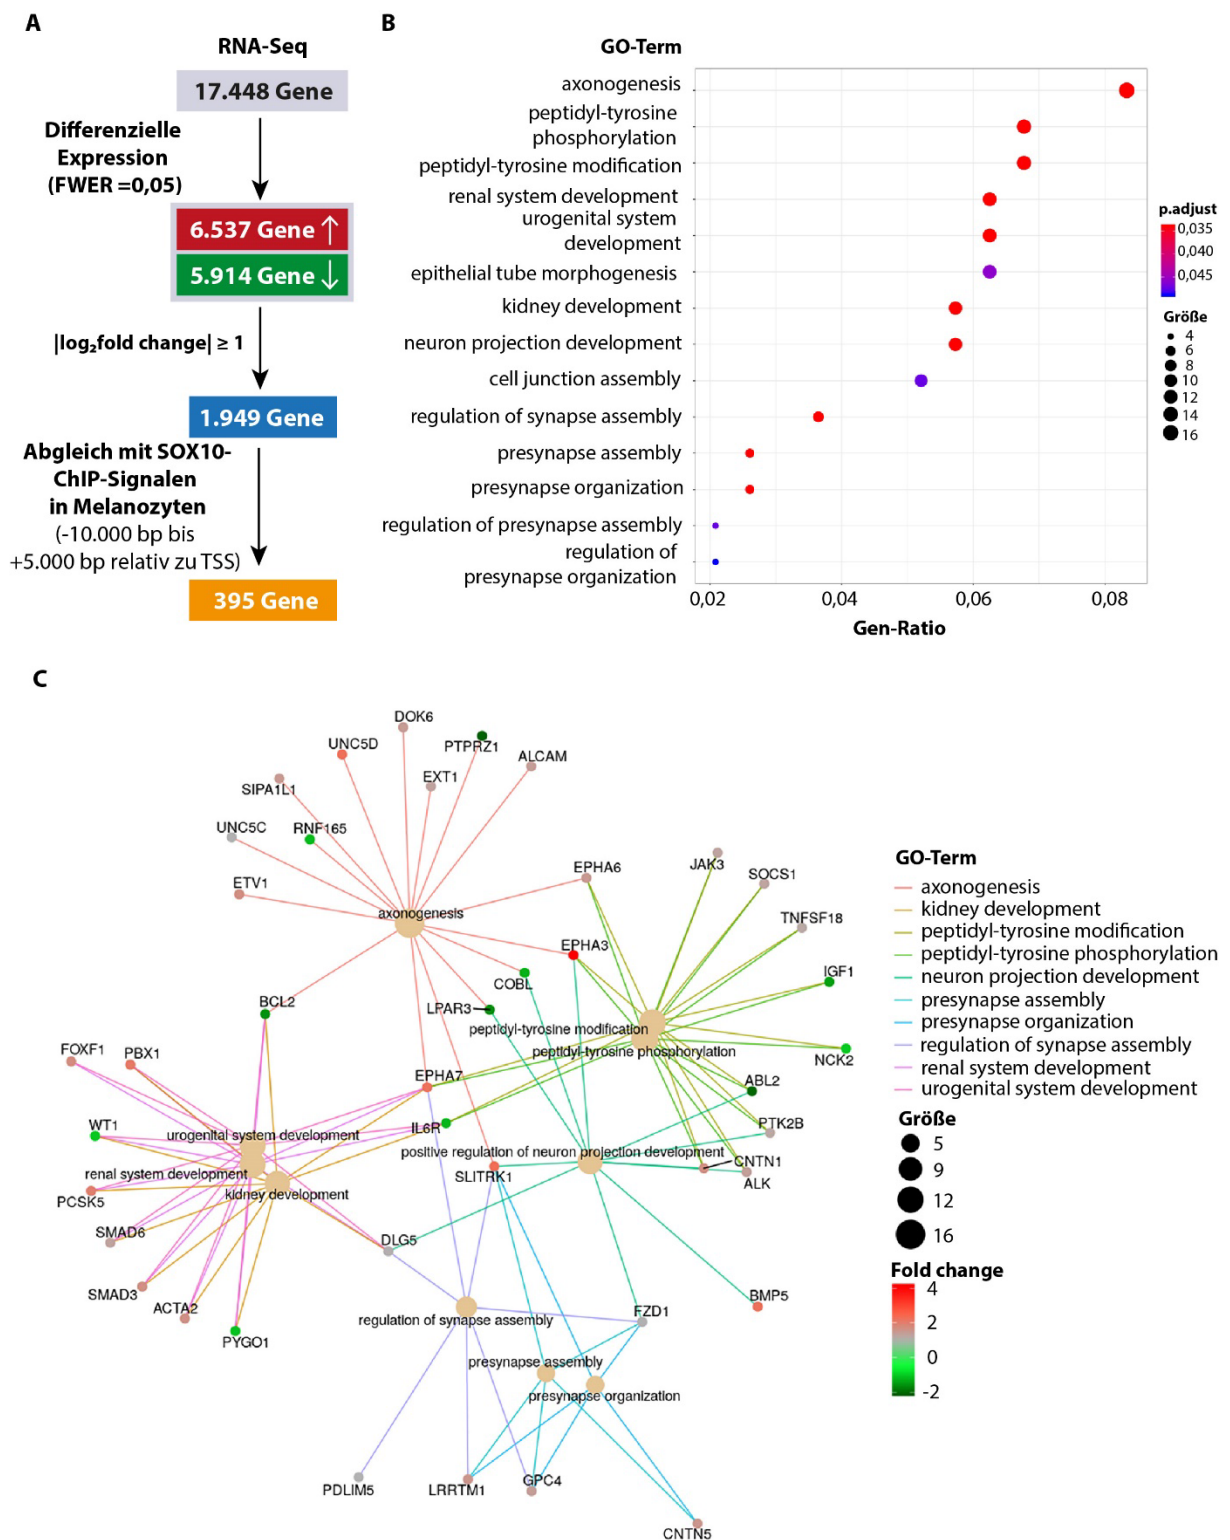 A
RNA-Seq
17.448 Gene
Differenzielle
Expression
(FWER =0,05)
6.537 Gene ↑
5.914 Gene ↓
|log₂fold change| ≥ 1
1.949 Gene
Abgleich mit SOX10-
ChIP-Signalen
in Melanozyten
(-10.000 bp bis
+5.000 bp relativ zu TSS)
395 Gene
B
GO-Term
axonogenesis
peptidyl-tyrosine
phosphorylation
peptidyl-tyrosine modification
renal system development
urogenital system
development
epithelial tube morphogenesis
kidney development
neuron projection development
cell junction assembly
regulation of synapse assembly
presynapse assembly
presynapse organization
regulation of presynapse assembly
regulation of
presynapse organization
0,02 0,04 0,06 0,08
Gen-Ratio
p.adjust
0,035
0,040
0,045
Größe
4
6
8
10
12
14
16
C
DOK6
UNC5D
PTPRZ1
ALCAM
EXT1
SIPA1L1
UNC5C
RNF165
ETV1
EPHA6
JAK3
SOCS1
axonogenesis
TNFSF18
EPHA3
COBL
IGF1
BCL2
LPAR3
peptidyl-tyrosine modification
peptidyl-tyrosine phosphorylation
NCK2
FOXF1
PBX1
EPHA7
ABL2
WT1
IL6R
PTK2B
urogenital system development
positive regulation of neuron projection development
CNTN1
renal system development
SLITRK1
ALK
kidney development
PCSK5
SMAD6
DLG5
SMAD3
ACTA2
BMP5
FZD1
PYGO1
regulation of synapse assembly
presynapse assembly
presynapse organization
PDLIM5
LRRTM1
GPC4
CNTN5
GO-Term
axonogenesis
kidney development
peptidyl-tyrosine modification
peptidyl-tyrosine phosphorylation
neuron projection development
presynapse assembly
presynapse organization
regulation of synapse assembly
renal system development
urogenital system development
Größe
5
9
12
16
Fold change
4
2
0
-2